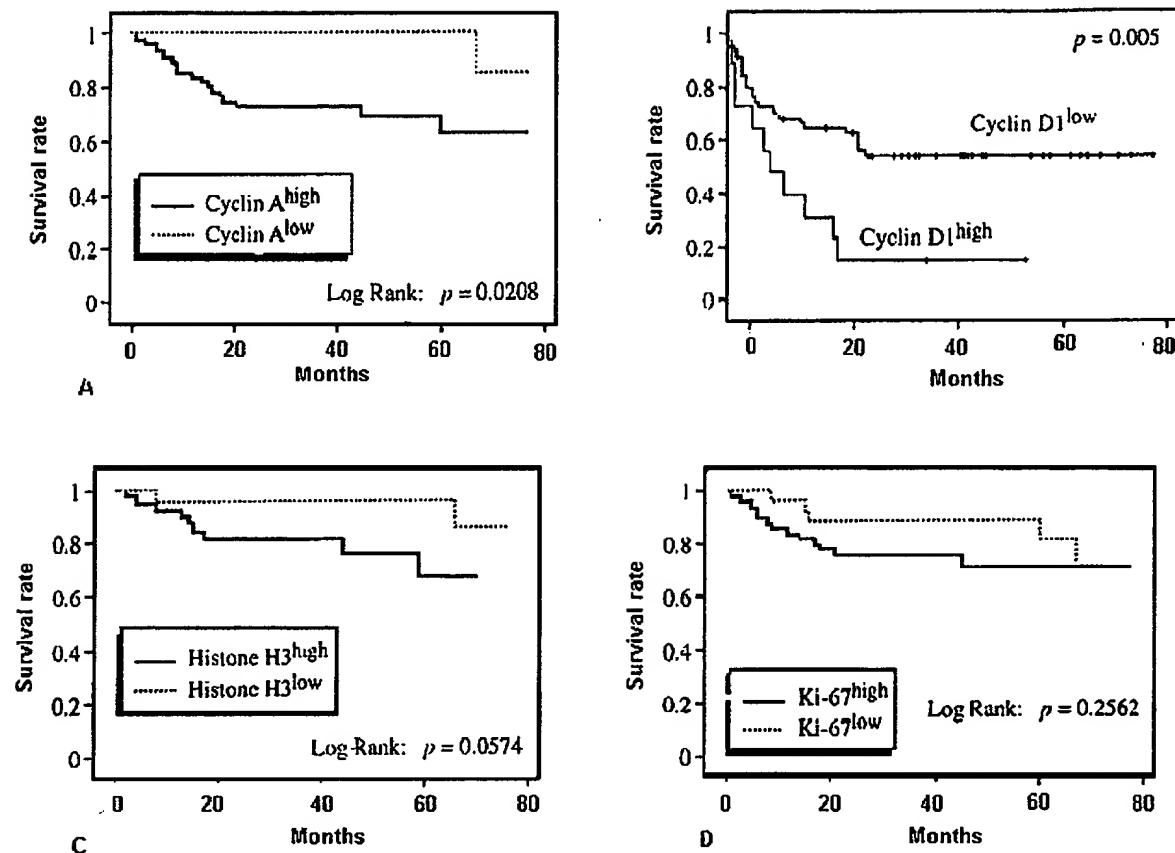 1
0.8
0.6
0.4
0.2
0
Survival rate
Cyclin A^high
Cyclin A^low
Log Rank: p = 0.0208
0 20 40 60 80
Months
A
1
0.8
0.6
0.4
0.2
0
Survival rate
p = 0.005
Cyclin D1^low
Cyclin D1^high
0 20 40 60 80
Months
1
0.8
0.6
0.4
0.2
0
Survival rate
Histone H3^high
Histone H3^low
Log-Rank: p = 0.0574
0 20 40 60 80
Months
C
1
0.8
0.6
0.4
0.2
0
Survival rate
Ki-67^high
Ki-67^low
Log Rank: p = 0.2562
0 20 40 60 80
Months
D